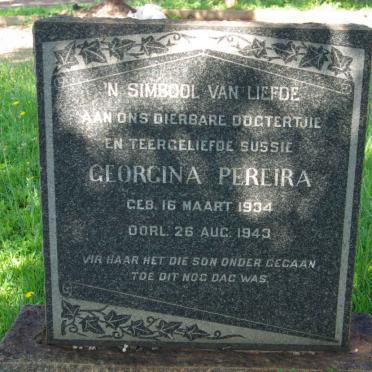 'N SIMBOOL VAN LIEFDE
AAN ONS DIERBARE DOGTERTJIE
EN TEERGELIEFDE SUSSIE
GEORGINA PEREIRA
GEB. 16 MAART 1934
OORL. 26 AUG. 1943
VIR HAAR HET DIE SON ONDER GEGAAN,
TOE DIT NOG DAG WAS.